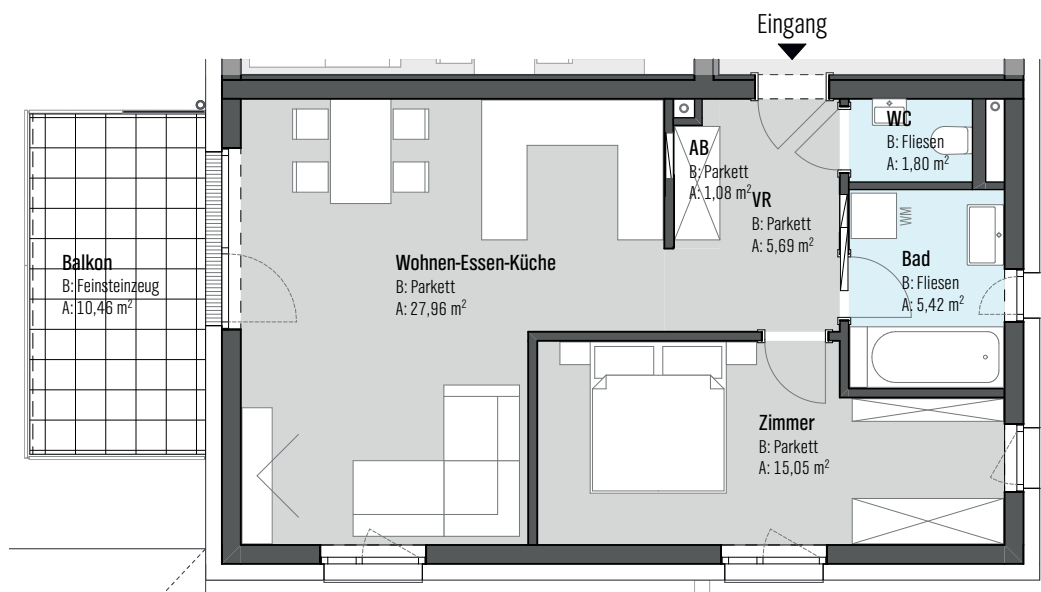 Eingang
WC
B: Fliesen
A: 1,80 m²
AB
B: Parkett
A: 1,08 m²
VR
B: Parkett
A: 5,69 m²
WM
Bad
B: Fliesen
A: 5,42 m²
Balkon
B: Feinsteinzeug
A: 10,46 m²
Wohnen-Essen-Küche
B: Parkett
A: 27,96 m²
Zimmer
B: Parkett
A: 15,05 m²